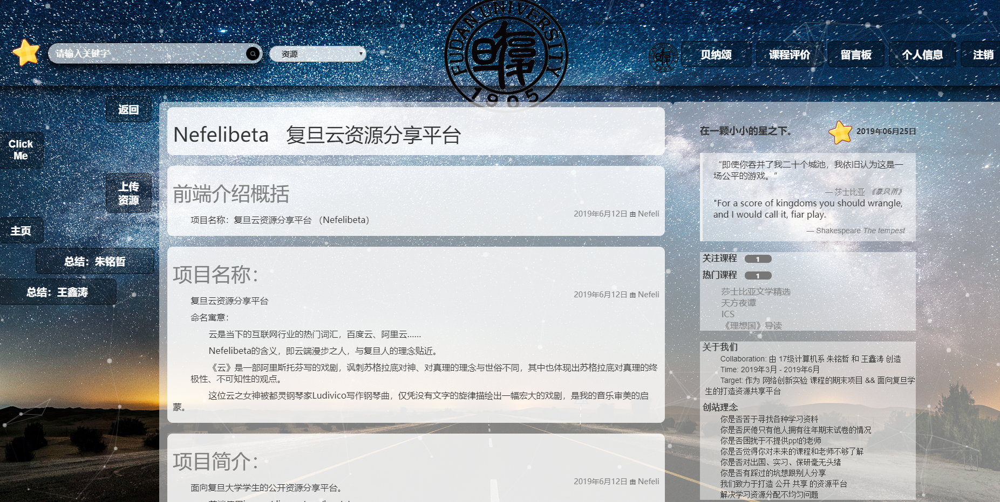 请输入关键字
资源
FUDAN UNIVERSITY
1905
贝纳颂
课程评价
留言板
个人信息
注销
返回
Click
Me
上传
资源
主页
总结：朱铭哲
总结：王鑫涛
Nefelibeta 复旦云资源分享平台
前端介绍概括
2019年6月12日 由 Nefeli
项目名称：复旦云资源分享平台 （Nefelibeta）
项目名称：
2019年6月12日 由 Nefeli
复旦云资源分享平台
命名寓意：
云是当下的互联网行业的热门词汇，百度云、阿里云......
Nefelibeta的含义，即云端漫步之人，与复旦人的理念贴近。
《云》是一部阿里斯托芬写的戏剧，讽刺苏格拉底对神、对真理的理念与世俗不同，其中也体现出苏格拉底对真理的终
极性、不可知性的观点。
这位云之女神被都灵钢琴家Ludivico写作钢琴曲，仅凭没有文字的旋律描绘出一幅宏大的戏剧，是我的音乐审美的启
蒙。
项目简介：
2019年6月12日 由 Nefeli
面向复旦大学学生的公开资源分享平台。
在一颗小小的星之下。
2019年06月25日
“即使你吞并了我二十个城池，我依旧认为这是一
场公平的游戏。”
— 莎士比亚 《暴风雨》
"For a score of kingdoms you should wrangle,
and I would call it, fiar play.
— Shakespeare The tempest
关注课程 1
热门课程 1
莎士比亚文学精选
天方夜谭
ICS
《理想国》导读
关于我们
Collaboration: 由 17级计算机系 朱铭哲 和 王鑫涛 创造
Time: 2019年3月 - 2019年6月
Target: 作为 网络创新实验 课程的期末项目 && 面向复旦学
生的打造资源共享平台
创站理念
你是否苦于寻找各种学习资料
你是否厌倦只有他人拥有往年期末试卷的情况
你是否困扰于不提供ppt的老师
你是否觉得你对未来的课程和老师不够了解
你是否对出国、实习、保研毫无头绪
你是否有踩过的坑想跟别人分享
我们致力于打造 公开 共享 的资源平台
解决学习资源分配不均匀问题